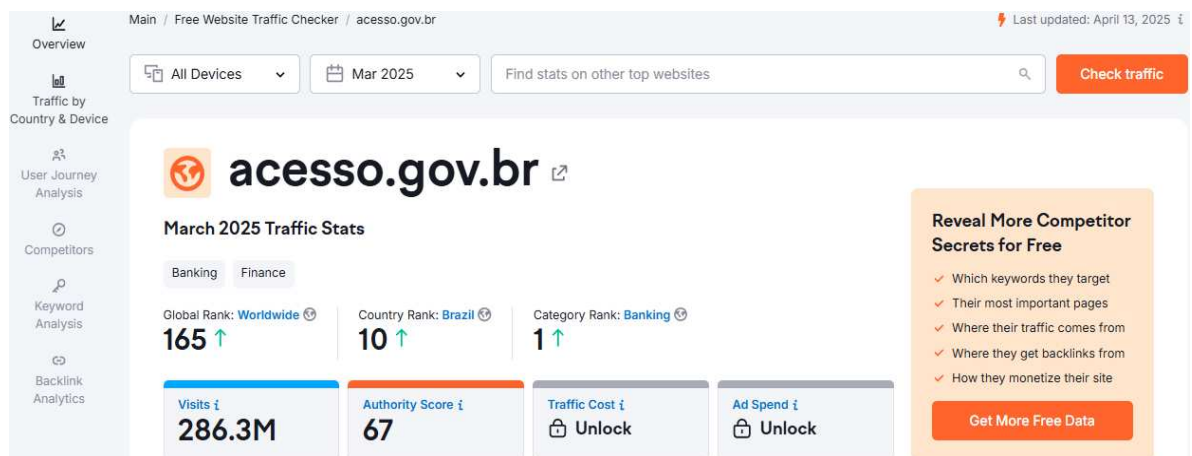 Overview
Traffic by
Country & Device
User Journey
Analysis
Competitors
Keyword
Analysis
Backlink
Analytics
Main / Free Website Traffic Checker / acesso.gov.br
Last updated: April 13, 2025 i
All Devices
Mar 2025
Find stats on other top websites
Check traffic
acesso.gov.br
March 2025 Traffic Stats
Banking Finance
Global Rank: Worldwide
165 ↑
Country Rank: Brazil
10 ↑
Category Rank: Banking
1 ↑
Visits i
286.3M
Authority Score i
67
Traffic Cost i
Unlock
Ad Spend i
Unlock
Reveal More Competitor
Secrets for Free
Which keywords they target
Their most important pages
Where their traffic comes from
Where they get backlinks from
How they monetize their site
Get More Free Data